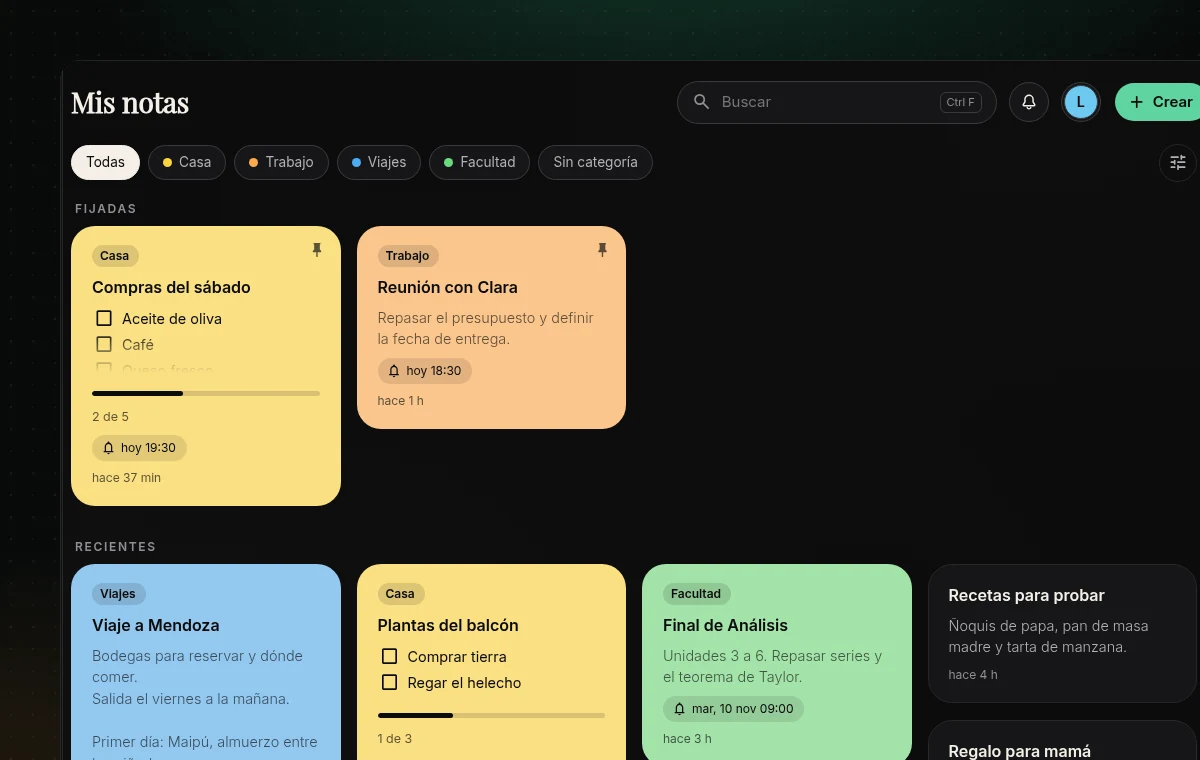 Mis notas
Buscar
Ctrl F
L
Crear
Todas
Casa
Trabajo
Viajes
Facultad
Sin categoría
FIJADAS
Casa
Compras del sábado
Aceite de oliva
Café
Queso fresco
2 de 5
hoy 19:30
hace 37 min
Trabajo
Reunión con Clara
Repasar el presupuesto y definir
la fecha de entrega.
hoy 18:30
hace 1 h
RECIENTES
Viajes
Viaje a Mendoza
Bodegas para reservar y dónde
comer.
Salida el viernes a la mañana.
Primer día: Maipú, almuerzo entre
Casa
Plantas del balcón
Comprar tierra
Regar el helecho
1 de 3
Facultad
Final de Análisis
Unidades 3 a 6. Repasar series y
el teorema de Taylor.
mar, 10 nov 09:00
hace 3 h
Recetas para probar
Ñoquis de papa, pan de masa
madre y tarta de manzana.
hace 4 h
Regalo para mamá